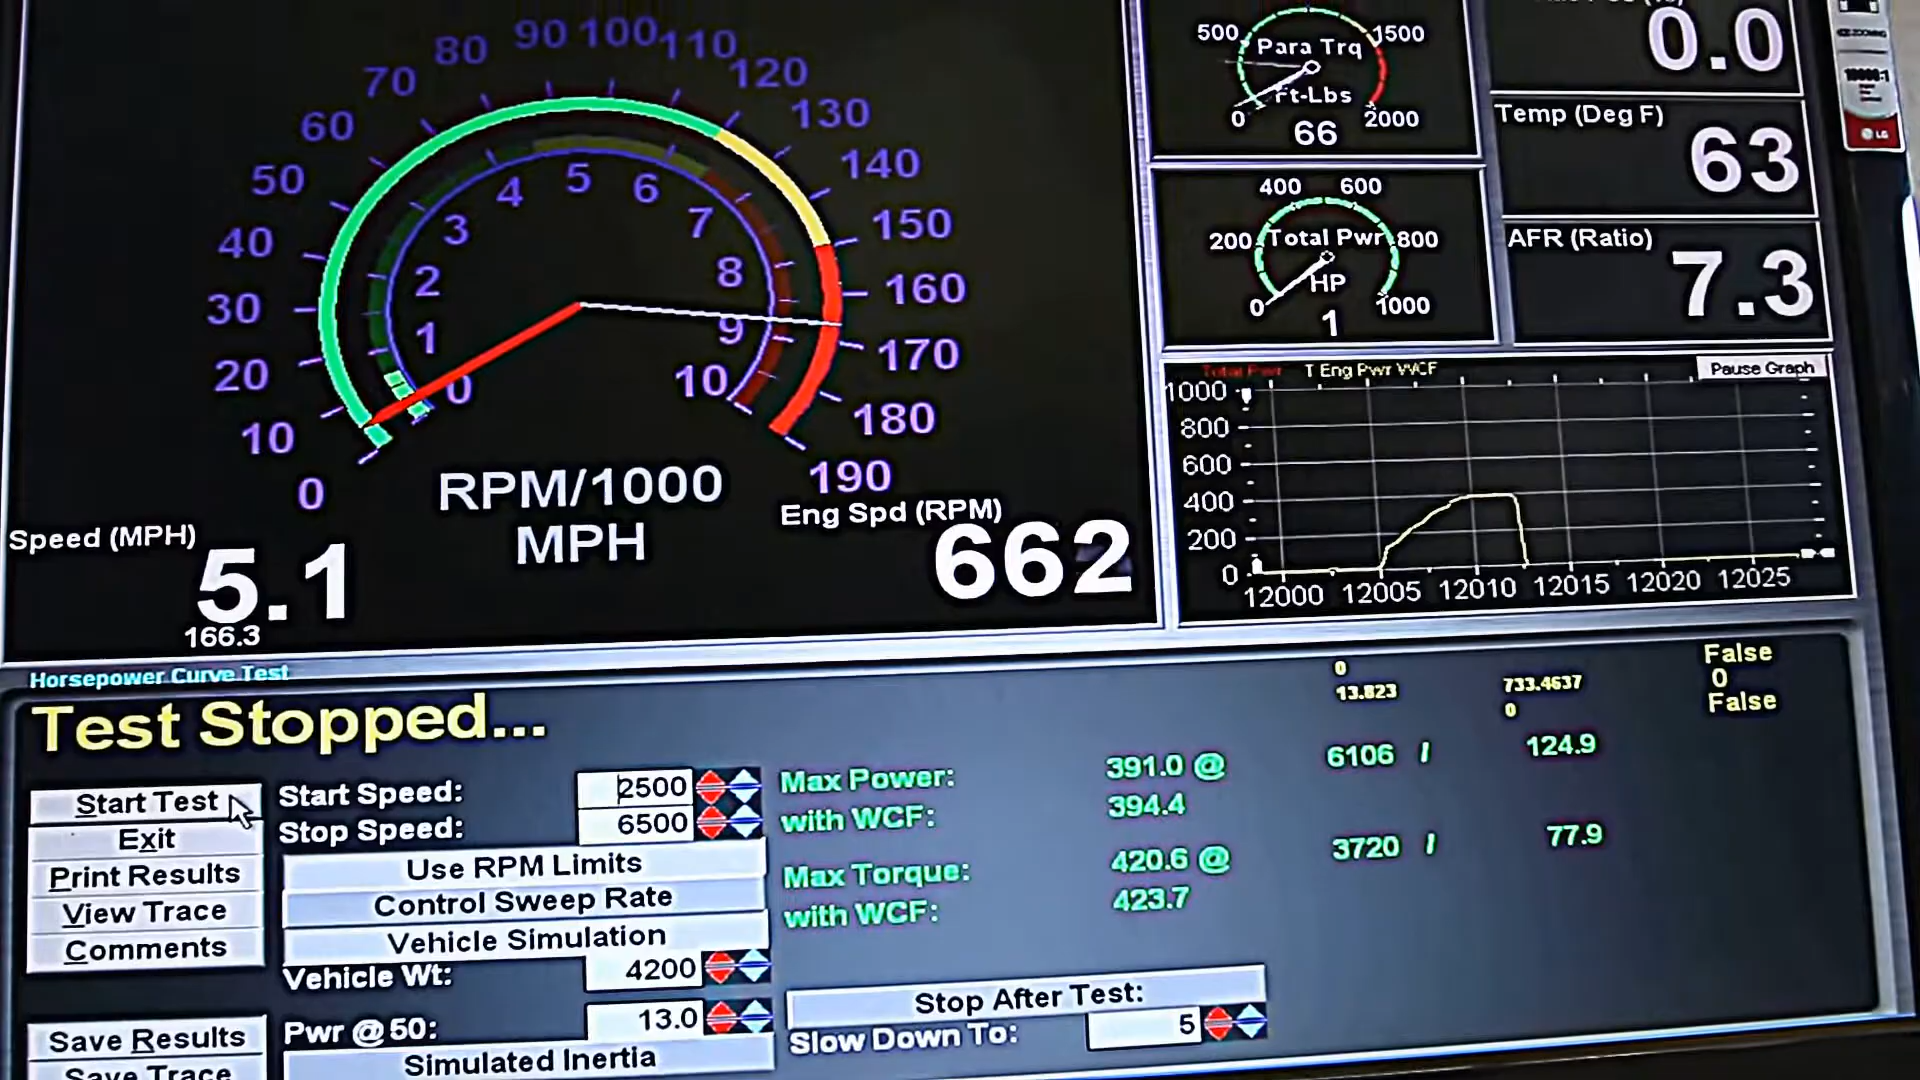 80 90 100 110
70 120
60 130
50 140
40 150
30 160
20 170
10 180
0 190
0 1 2 3 4 5 6 7 8 9 10
RPM/1000
MPH
Speed (MPH)
5.1
166.3
Eng Spd (RPM)
662
500 1500
Para Trq
Ft-Lbs
0 2000
66
400 600
200 Total Pwr 800
HP
0 1000
1
0.0
Temp (Deg F)
63
AFR (Ratio)
7.3
LG
Total Pwr T Eng Pwr WCF Pause Graph
1000
800
600
400
200
0
12000 12005 12010 12015 12020 12025
Horsepower Curve Test
Test Stopped...
0 False
13.823 733.4637 0
0 False
Start Test
Exit
Print Results
View Trace
Comments
Save Results
Save Trace
Start Speed: 2500
Stop Speed: 6500
Use RPM Limits
Control Sweep Rate
Vehicle Simulation
Vehicle Wt: 4200
Pwr @ 50: 13.0
Simulated Inertia
Max Power: 391.0 @ 6106 / 124.9
with WCF: 394.4
Max Torque: 420.6 @ 3720 / 77.9
with WCF: 423.7
Stop After Test:
Slow Down To: 5